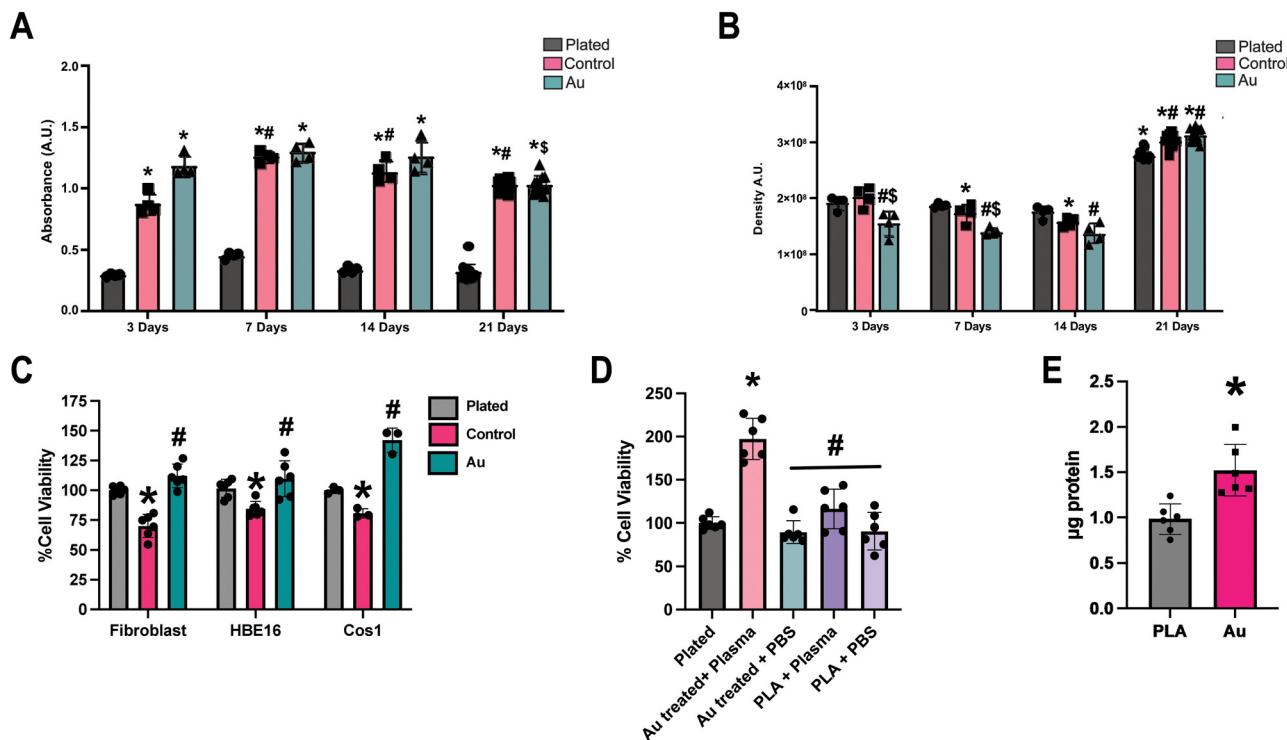 A
Plated
Control
Au
Absorbance (A.U.)
2.0
1.5
1.0
0.5
0.0
*
*
*#
*
*#
*
*#
*$
3 Days
7 Days
14 Days
21 Days
B
Plated
Control
Au
Density A.U.
4×10⁸
3×10⁸
2×10⁸
1×10⁸
0
#$
*
#$
*
#
*
*#
*#
3 Days
7 Days
14 Days
21 Days
C
Plated
Control
Au
%Cell Viability
175
150
125
100
75
50
25
0
*
#
*
#
*
#
Fibroblast
HBE16
Cos1
D
% Cell Viability
250
200
150
100
50
0
*
#
Plated
Au treated+ Plasma
Au treated + PBS
PLA + Plasma
PLA + PBS
E
µg protein
2.5
2.0
1.5
1.0
0.5
0.0
*
PLA
Au